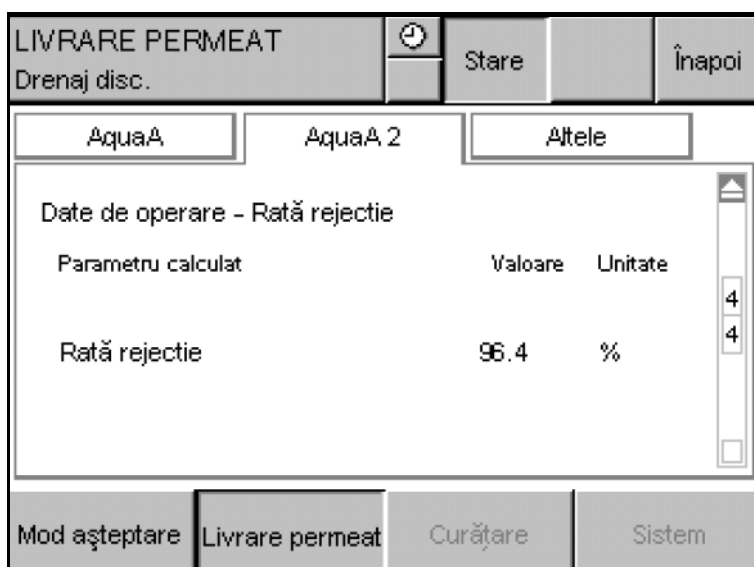 LIVRARE PERMEAT
Drenaj disc.
Stare
Înapoi
AquaA
AquaA 2
Altele
Date de operare - Rată rejectie
Parametru calculat Valoare Unitate
4
4
Rată rejectie 96.4 %
Mod aşteptare
Livrare permeat
Curăţare
Sistem